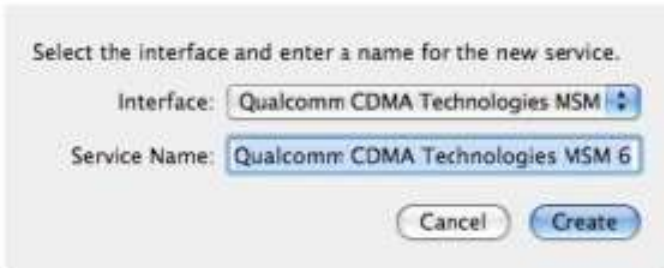 Select the interface and enter a name for the new service.
Interface: Qualcomm CDMA Technologies MSM
Service Name: Qualcomm CDMA Technologies MSM 6
Cancel Create